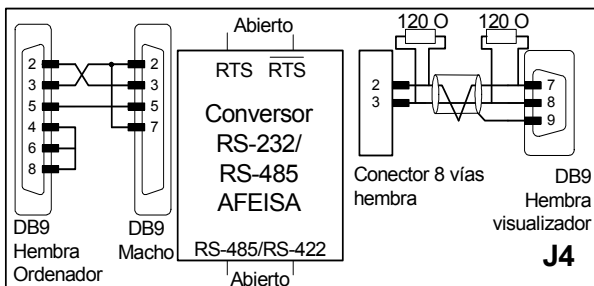 Abierto
120 O
120 O
2
3
5
4
6
8
2
3
5
7
RTS
RTS
Conversor
RS-232/
RS-485
AFEISA
RS-485/RS-422
Abierto
2
3
7
8
9
DB9
Hembra
Ordenador
DB9
Macho
Conector 8 vías
hembra
DB9
Hembra
visualizador
J4